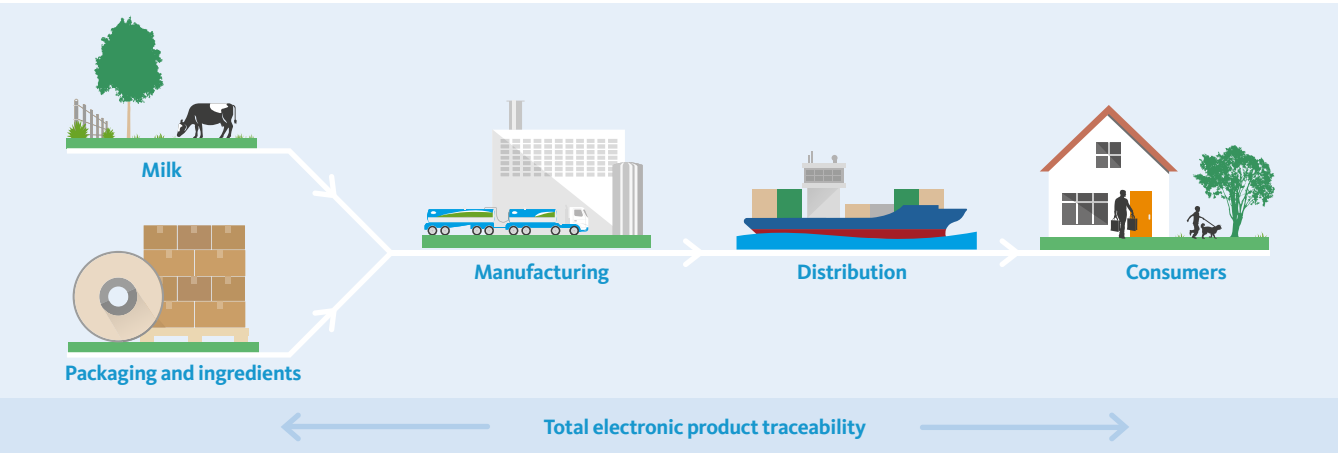 Milk
Packaging and ingredients
Manufacturing
Distribution
Consumers
Total electronic product traceability